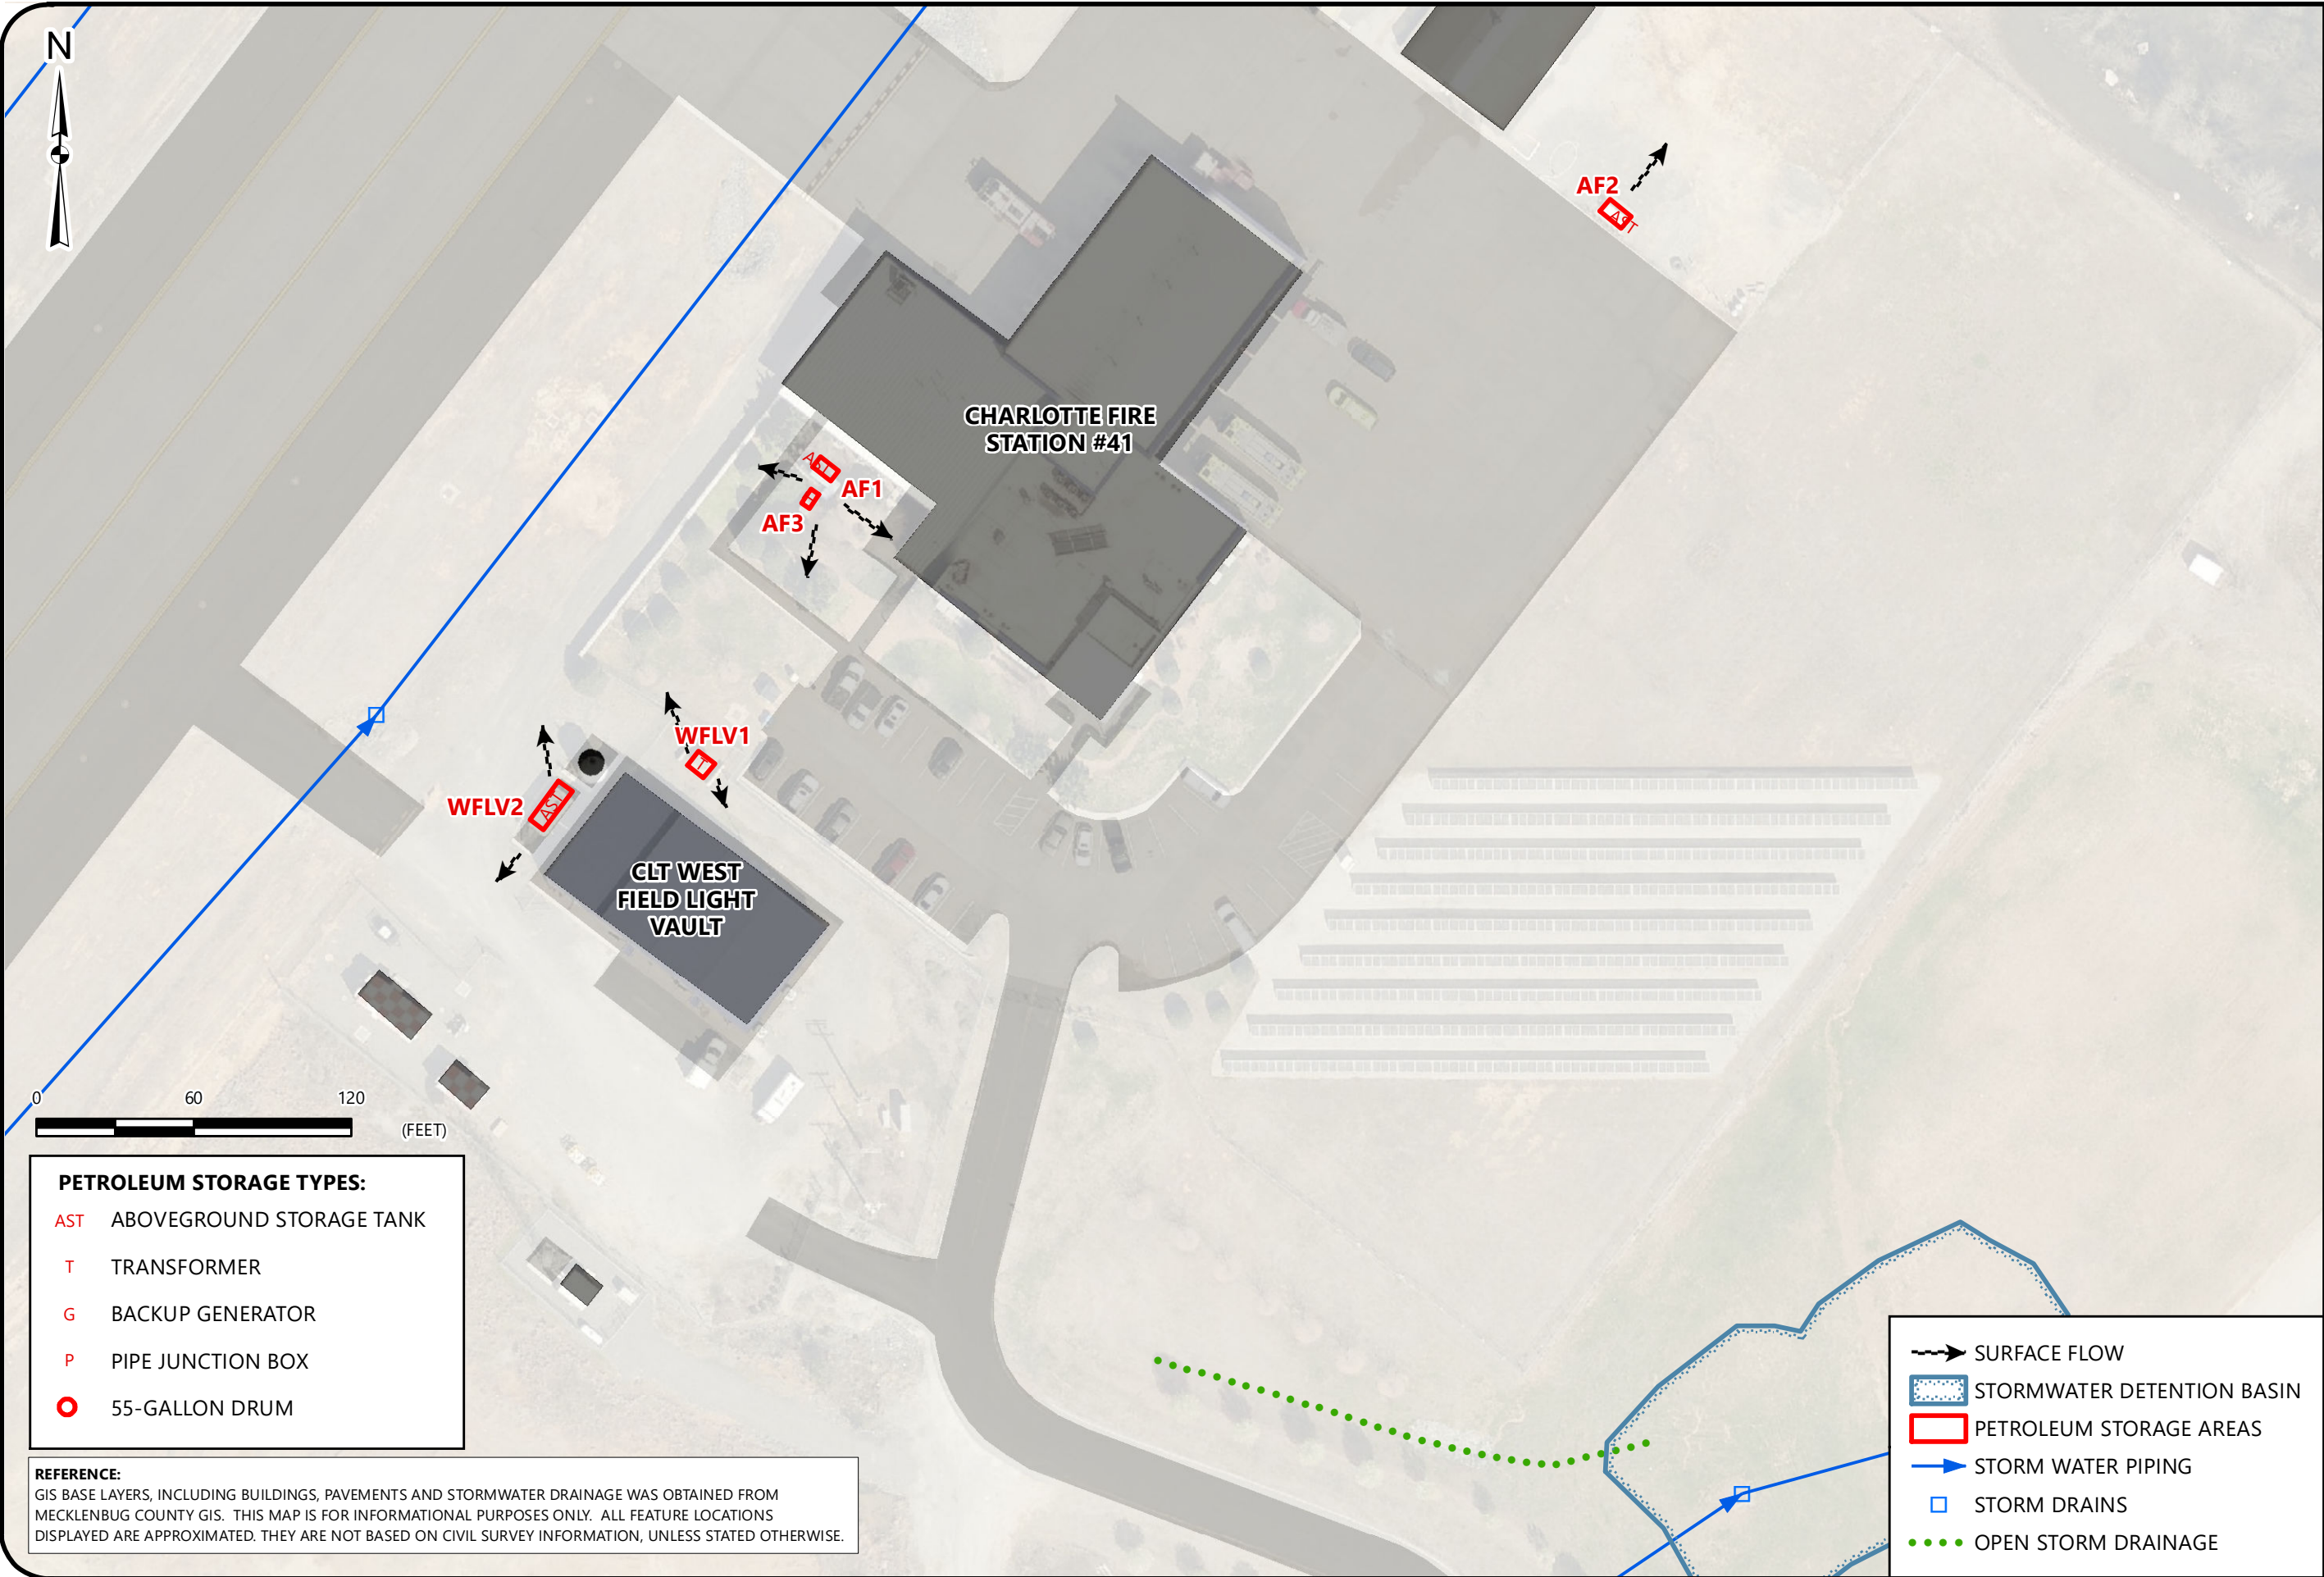 N
AF2
AST
CHARLOTTE FIRE
STATION #41
AST
AF1
AF3
WFLV1
T
WFLV2
AST
CLT WEST
FIELD LIGHT
VAULT
0 60 120
(FEET)
PETROLEUM STORAGE TYPES:
AST ABOVEGROUND STORAGE TANK
T TRANSFORMER
G BACKUP GENERATOR
P PIPE JUNCTION BOX
55-GALLON DRUM
REFERENCE:
GIS BASE LAYERS, INCLUDING BUILDINGS, PAVEMENTS AND STORMWATER DRAINAGE WAS OBTAINED FROM
MECKLENBUG COUNTY GIS. THIS MAP IS FOR INFORMATIONAL PURPOSES ONLY. ALL FEATURE LOCATIONS
DISPLAYED ARE APPROXIMATED. THEY ARE NOT BASED ON CIVIL SURVEY INFORMATION, UNLESS STATED OTHERWISE.
SURFACE FLOW
STORMWATER DETENTION BASIN
PETROLEUM STORAGE AREAS
STORM WATER PIPING
STORM DRAINS
OPEN STORM DRAINAGE